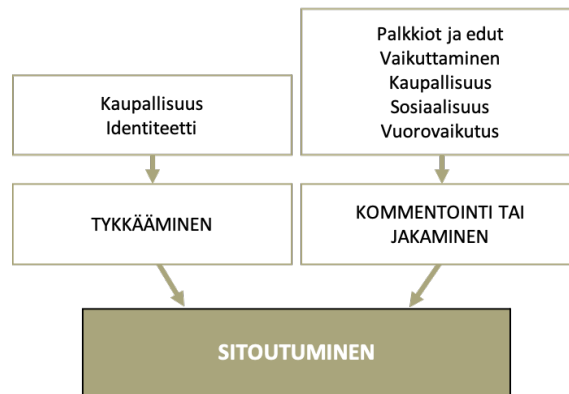 Kaupallisuus
Identiteetti
Palkkiot ja edut
Vaikuttaminen
Kaupallisuus
Sosiaalisuus
Vuorovaikutus
TYKKÄÄMINEN
KOMMENTOINTI TAI
JAKAMINEN
SITOUTUMINEN